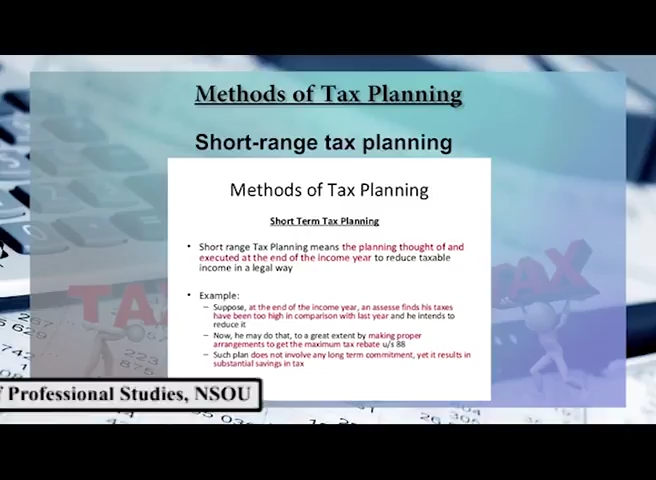 Methods of Tax Planning
Short-range tax planning
Methods of Tax Planning
Short Term Tax Planning
• Short range Tax Planning means the planning thought of and
executed at the end of the income year to reduce taxable
income in a legal way
• Example:
– Suppose, at the end of the income year, an assesse finds his taxes
have been too high in comparison with last year and he intends to
reduce it
– Now, he may do that, to a great extent by making proper
arrangements to get the maximum tax rebate u/s 88
– Such plan does not involve any long term commitment, yet it results in
substantial savings in tax
TAX
TAX
Professional Studies, NSOU